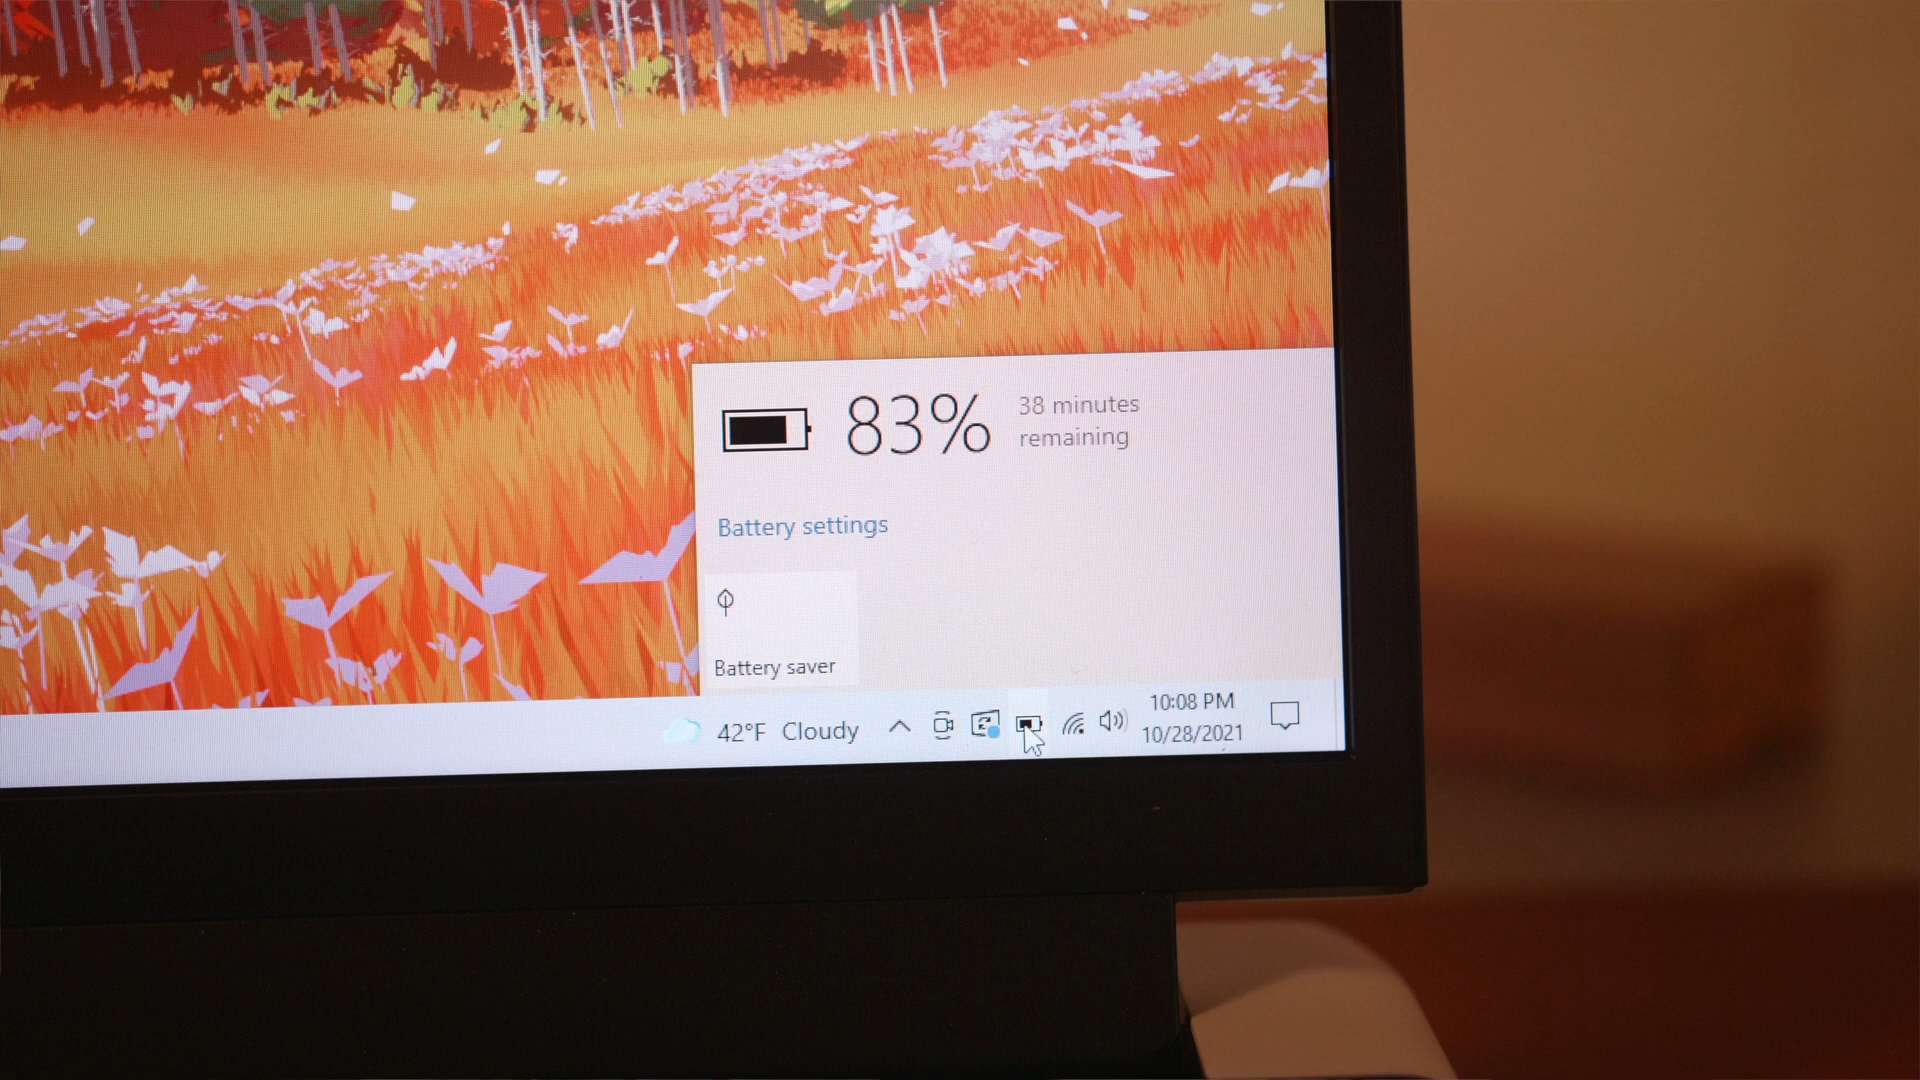 83%
38 minutes
remaining
Battery settings
Battery saver
42°F Cloudy
10:08 PM
10/28/2021